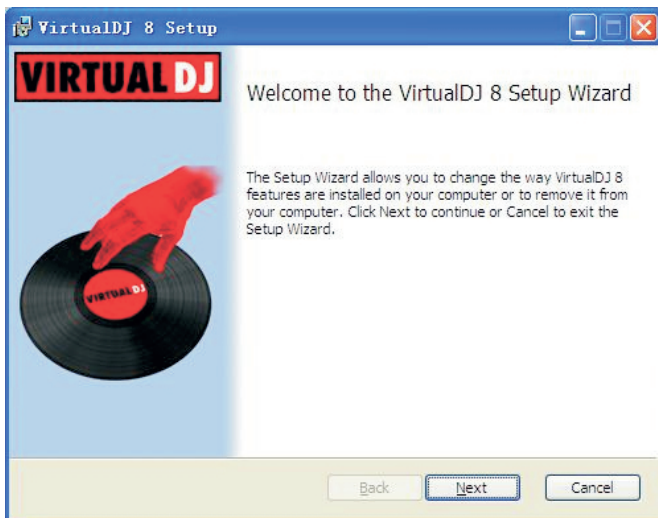 VirtualDJ 8 Setup
VIRTUAL DJ
Welcome to the VirtualDJ 8 Setup Wizard
The Setup Wizard allows you to change the way VirtualDJ 8
features are installed on your computer or to remove it from
your computer. Click Next to continue or Cancel to exit the
Setup Wizard.
VIRTUAL DJ
Back Next Cancel